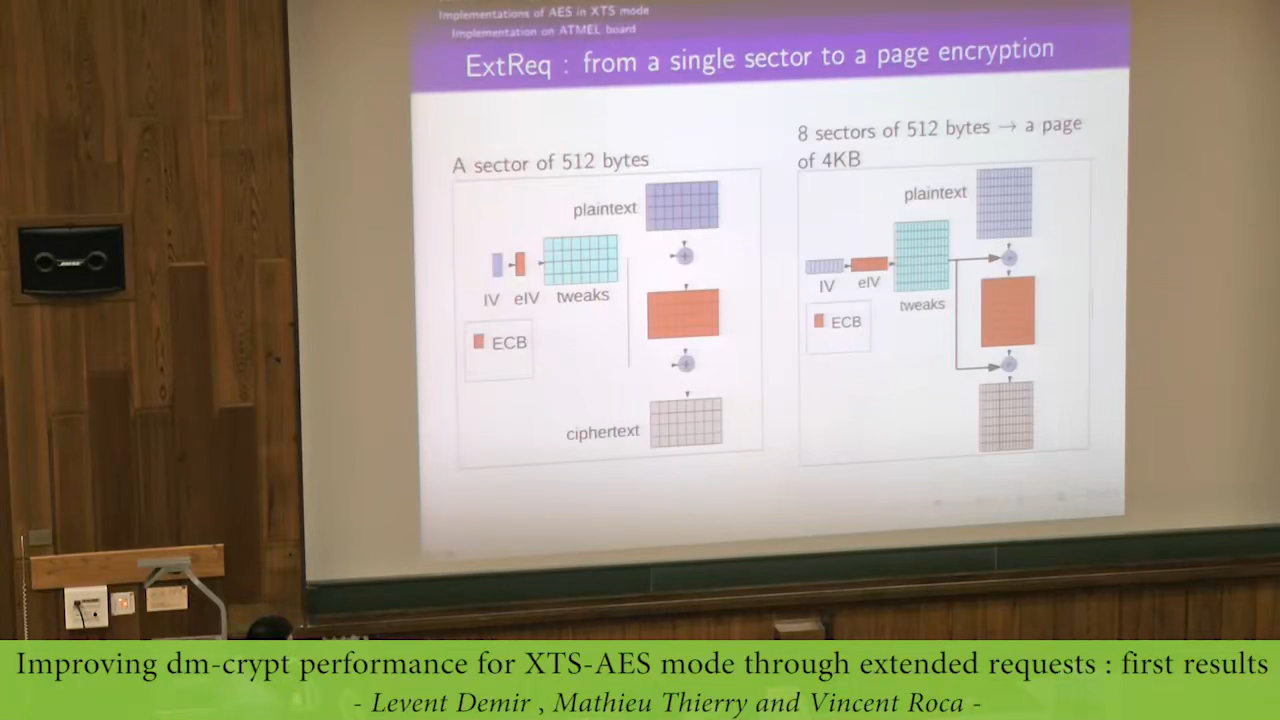 Implementations of AES in XTS mode
Implementation on ATMEL board
ExtReq : from a single sector to a page encryption
A sector of 512 bytes
plaintext
IV eIV tweaks
ECB
ciphertext
8 sectors of 512 bytes → a page
of 4KB
plaintext
IV eIV
tweaks
ECB
BOSE
Improving dm-crypt performance for XTS-AES mode through extended requests : first results
- Levent Demir , Mathieu Thierry and Vincent Roca -